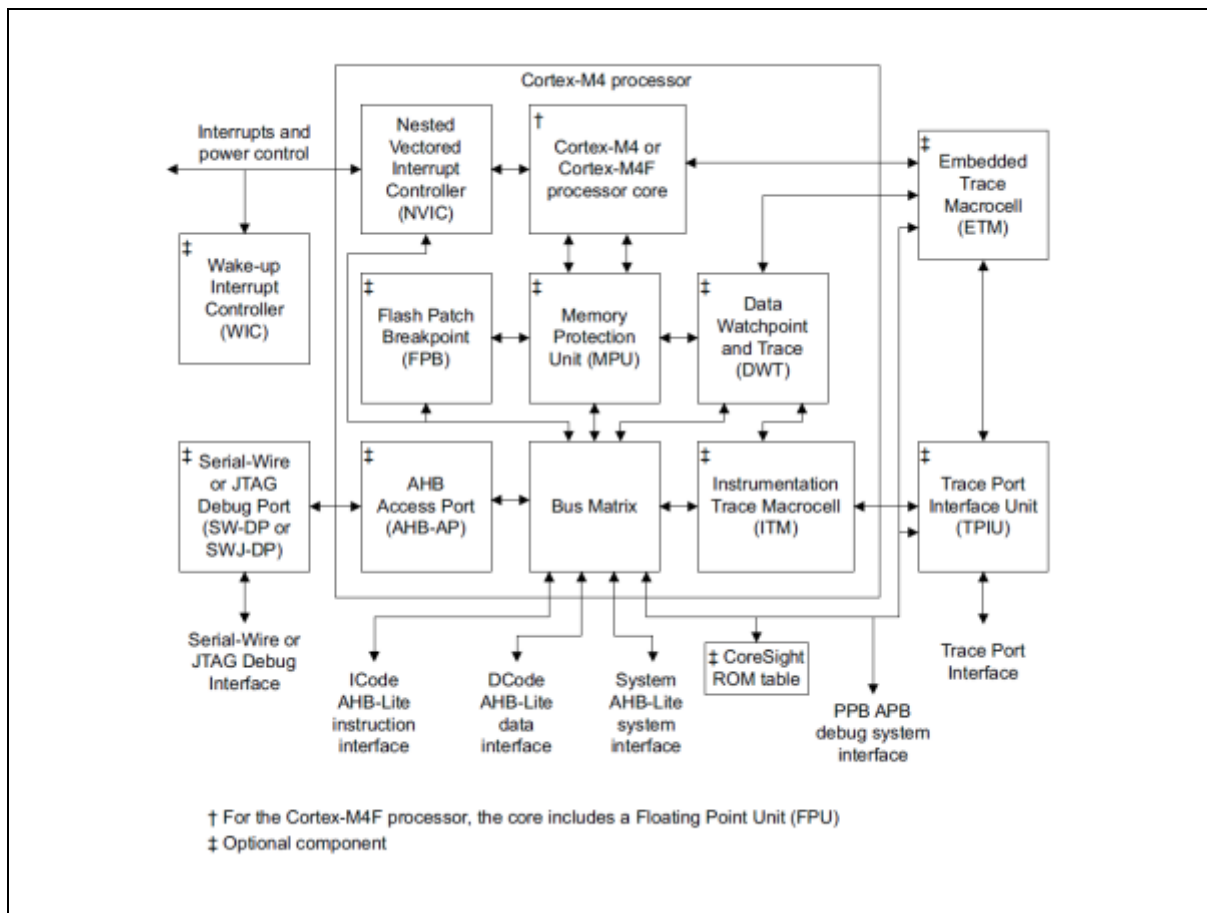 Cortex-M4 processor
Interrupts and
power control
Nested
Vectored
Interrupt
Controller
(NVIC)
†
Cortex-M4 or
Cortex-M4F
processor core
‡
Embedded
Trace
Macrocell
(ETM)
‡
Wake-up
Interrupt
Controller
(WIC)
‡
Flash Patch
Breakpoint
(FPB)
‡
Memory
Protection
Unit (MPU)
‡
Data
Watchpoint
and Trace
(DWT)
‡
Serial-Wire
or JTAG
Debug Port
(SW-DP or
SWJ-DP)
‡
AHB
Access Port
(AHB-AP)
Bus Matrix
‡
Instrumentation
Trace Macrocell
(ITM)
‡
Trace Port
Interface Unit
(TPIU)
Serial-Wire or
JTAG Debug
Interface
ICode
AHB-Lite
instruction
interface
DCode
AHB-Lite
data
interface
System
AHB-Lite
system
interface
‡ CoreSight
ROM table
PPB APB
debug system
interface
Trace Port
Interface
† For the Cortex-M4F processor, the core includes a Floating Point Unit (FPU)
‡ Optional component